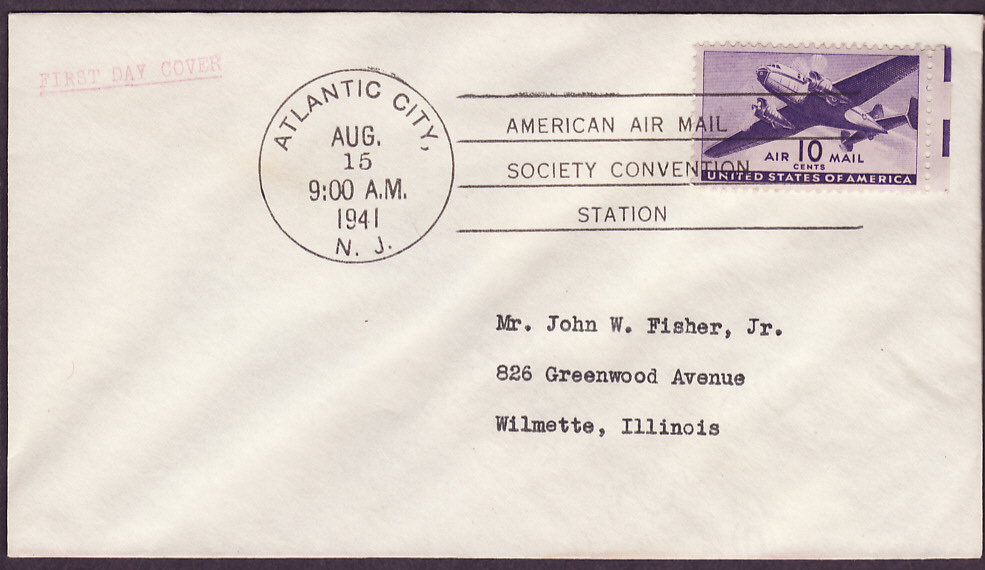 FIRST DAY COVER
ATLANTIC CITY,
AUG.
15
9:00 A.M.
1941
N. J.
AMERICAN AIR MAIL
SOCIETY CONVENTION
STATION
AIR 10 MAIL
CENTS
UNITED STATES OF AMERICA
Mr. John W. Fisher, Jr.
826 Greenwood Avenue
Wilmette, Illinois